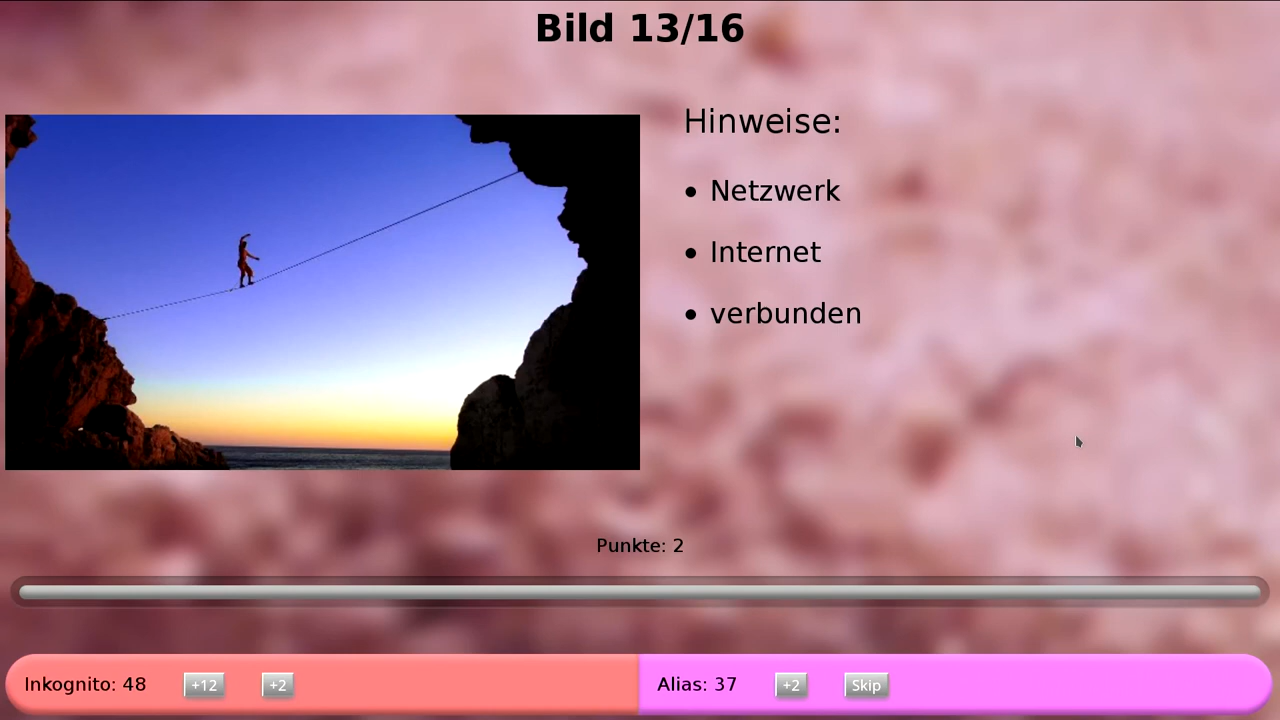 Bild 13/16
Hinweise:
• Netzwerk
• Internet
• verbunden
Punkte: 2
Inkognito: 48 +12 +2 Alias: 37 +2 Skip